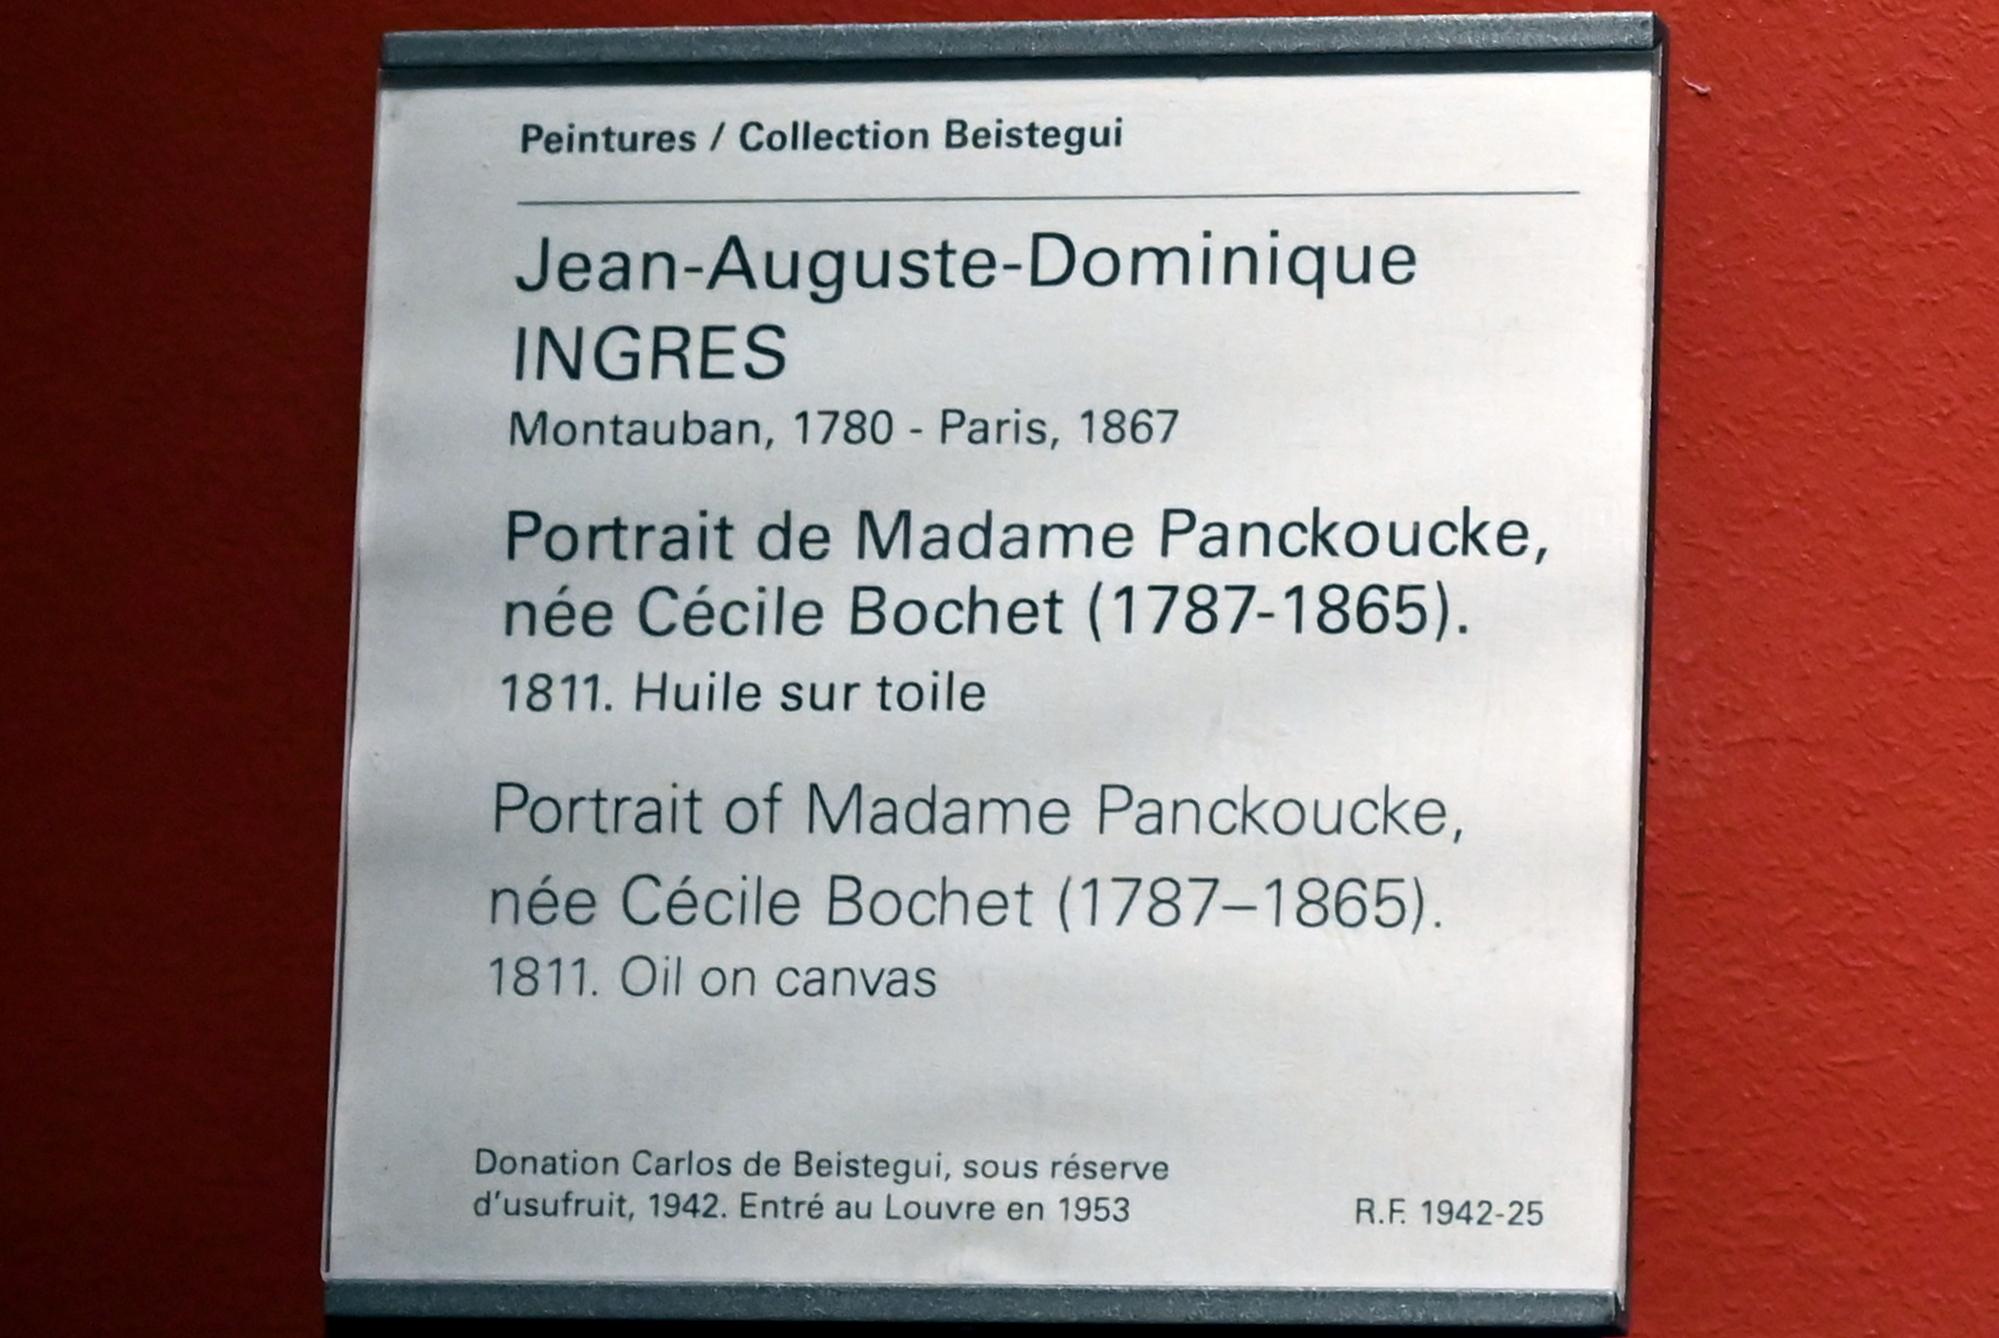 Peintures / Collection Beistegui
Jean-Auguste-Dominique
INGRES
Montauban, 1780 - Paris, 1867
Portrait de Madame Panckoucke,
née Cécile Bochet (1787-1865).
1811. Huile sur toile
Portrait of Madame Panckoucke,
née Cécile Bochet (1787–1865).
1811. Oil on canvas
Donation Carlos de Beistegui, sous réserve
d'usufruit, 1942. Entré au Louvre en 1953
R.F. 1942-25